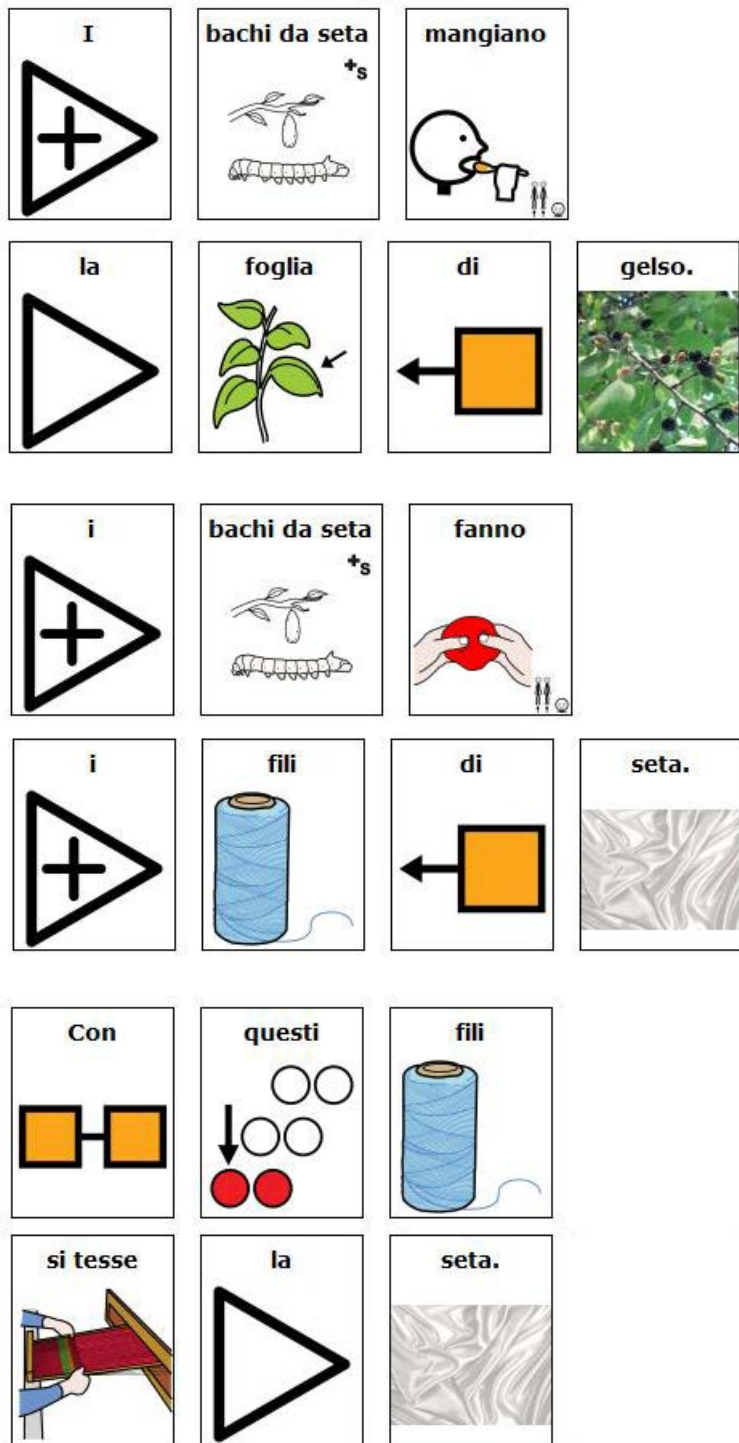 I bachi da seta mangiano
+s
la foglia di gelso.
i bachi da seta fanno
+s
i fili di seta.
Con questi fili
si tesse la seta.